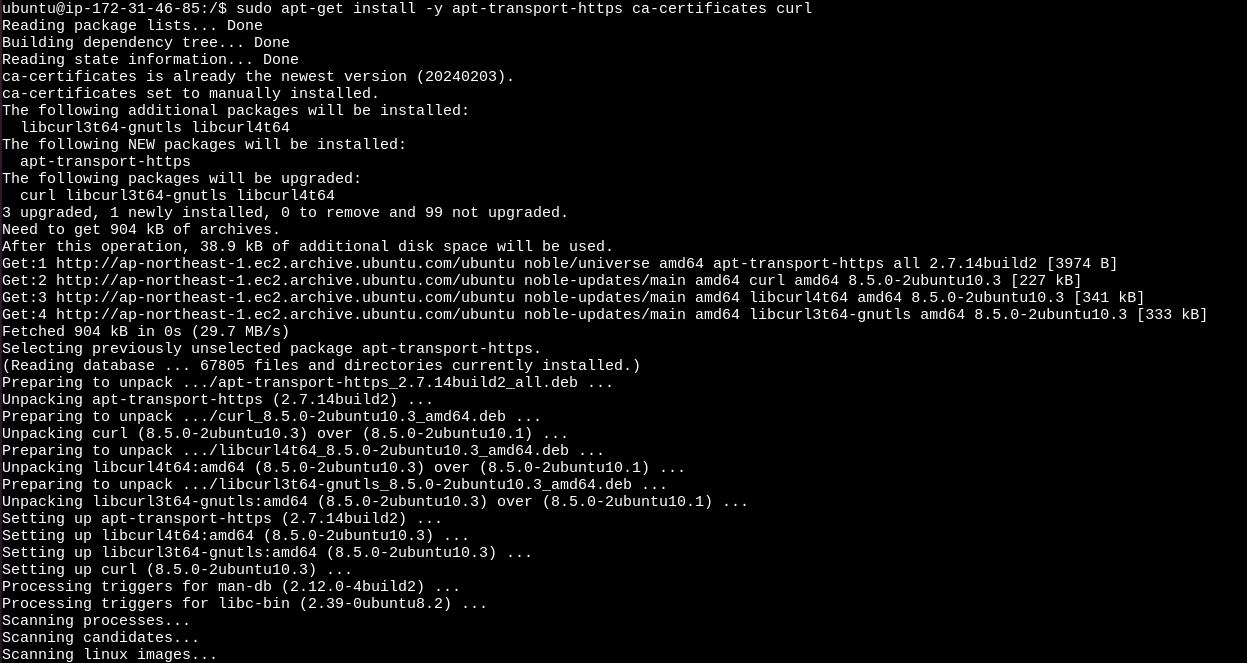 ubuntu@ip-172-31-46-85:/$ sudo apt-get install -y apt-transport-https ca-certificates curl
Reading package lists... Done
Building dependency tree... Done
Reading state information... Done
ca-certificates is already the newest version (20240203).
ca-certificates set to manually installed.
The following additional packages will be installed:
  libcurl3t64-gnutls libcurl4t64
The following NEW packages will be installed:
  apt-transport-https
The following packages will be upgraded:
  curl libcurl3t64-gnutls libcurl4t64
3 upgraded, 1 newly installed, 0 to remove and 99 not upgraded.
Need to get 904 kB of archives.
After this operation, 38.9 kB of additional disk space will be used.
Get:1 http://ap-northeast-1.ec2.archive.ubuntu.com/ubuntu noble/universe amd64 apt-transport-https all 2.7.14build2 [3974 B]
Get:2 http://ap-northeast-1.ec2.archive.ubuntu.com/ubuntu noble-updates/main amd64 curl amd64 8.5.0-2ubuntu10.3 [227 kB]
Get:3 http://ap-northeast-1.ec2.archive.ubuntu.com/ubuntu noble-updates/main amd64 libcurl4t64 amd64 8.5.0-2ubuntu10.3 [341 kB]
Get:4 http://ap-northeast-1.ec2.archive.ubuntu.com/ubuntu noble-updates/main amd64 libcurl3t64-gnutls amd64 8.5.0-2ubuntu10.3 [333 kB]
Fetched 904 kB in 0s (29.7 MB/s)
Selecting previously unselected package apt-transport-https.
(Reading database ... 67805 files and directories currently installed.)
Preparing to unpack .../apt-transport-https_2.7.14build2_all.deb ...
Unpacking apt-transport-https (2.7.14build2) ...
Preparing to unpack .../curl_8.5.0-2ubuntu10.3_amd64.deb ...
Unpacking curl (8.5.0-2ubuntu10.3) over (8.5.0-2ubuntu10.1) ...
Preparing to unpack .../libcurl4t64_8.5.0-2ubuntu10.3_amd64.deb ...
Unpacking libcurl4t64:amd64 (8.5.0-2ubuntu10.3) over (8.5.0-2ubuntu10.1) ...
Preparing to unpack .../libcurl3t64-gnutls_8.5.0-2ubuntu10.3_amd64.deb ...
Unpacking libcurl3t64-gnutls:amd64 (8.5.0-2ubuntu10.3) over (8.5.0-2ubuntu10.1) ...
Setting up apt-transport-https (2.7.14build2) ...
Setting up libcurl4t64:amd64 (8.5.0-2ubuntu10.3) ...
Setting up libcurl3t64-gnutls:amd64 (8.5.0-2ubuntu10.3) ...
Setting up curl (8.5.0-2ubuntu10.3) ...
Processing triggers for man-db (2.12.0-4build2) ...
Processing triggers for libc-bin (2.39-0ubuntu8.2) ...
Scanning processes...
Scanning candidates...
Scanning linux images...